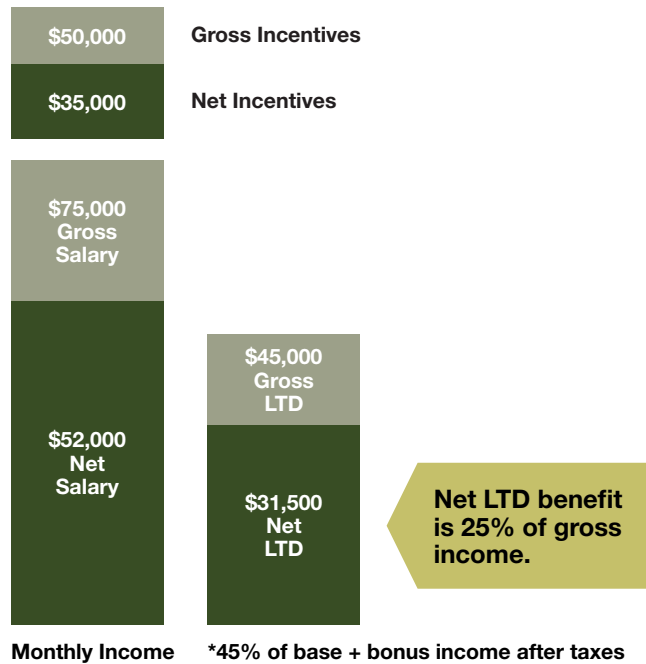 $50,000
Gross Incentives
$35,000
Net Incentives
$75,000
Gross
Salary
$52,000
Net
Salary
$45,000
Gross
LTD
$31,500
Net
LTD
Net LTD benefit
is 25% of gross
income.
Monthly Income
*45% of base + bonus income after taxes